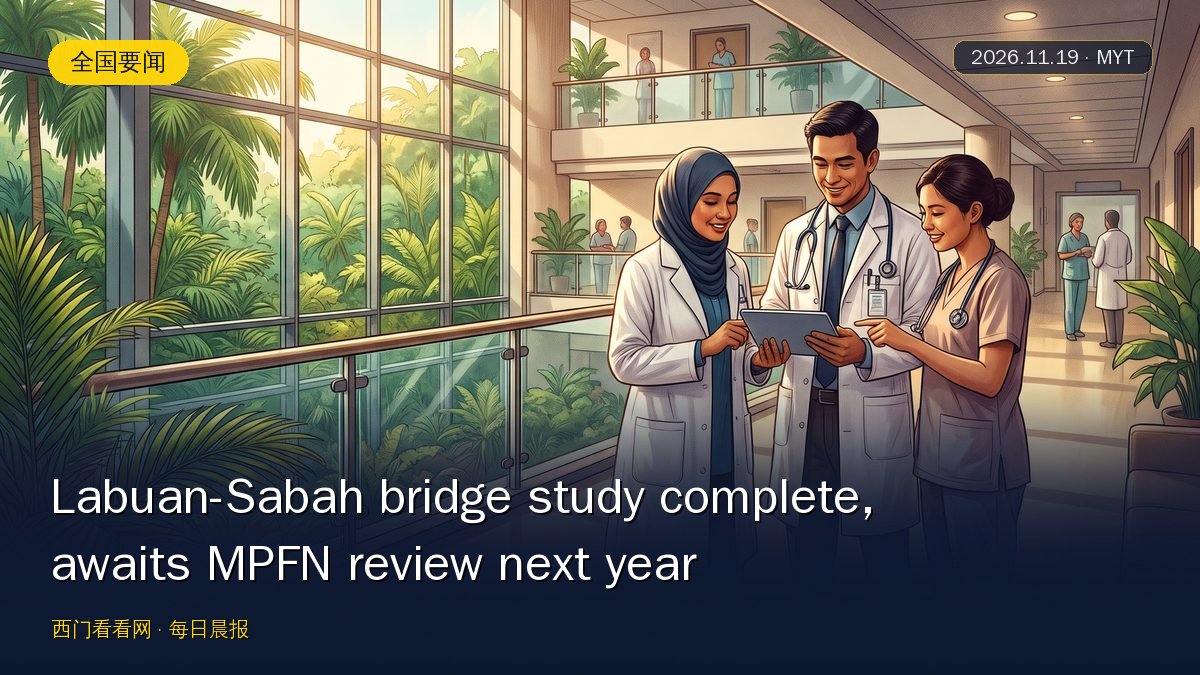 全国要闻
2026.11.19 · MYT
Labuan-Sabah bridge study complete,
awaits MPFN review next year
西门看看网 · 每日晨报